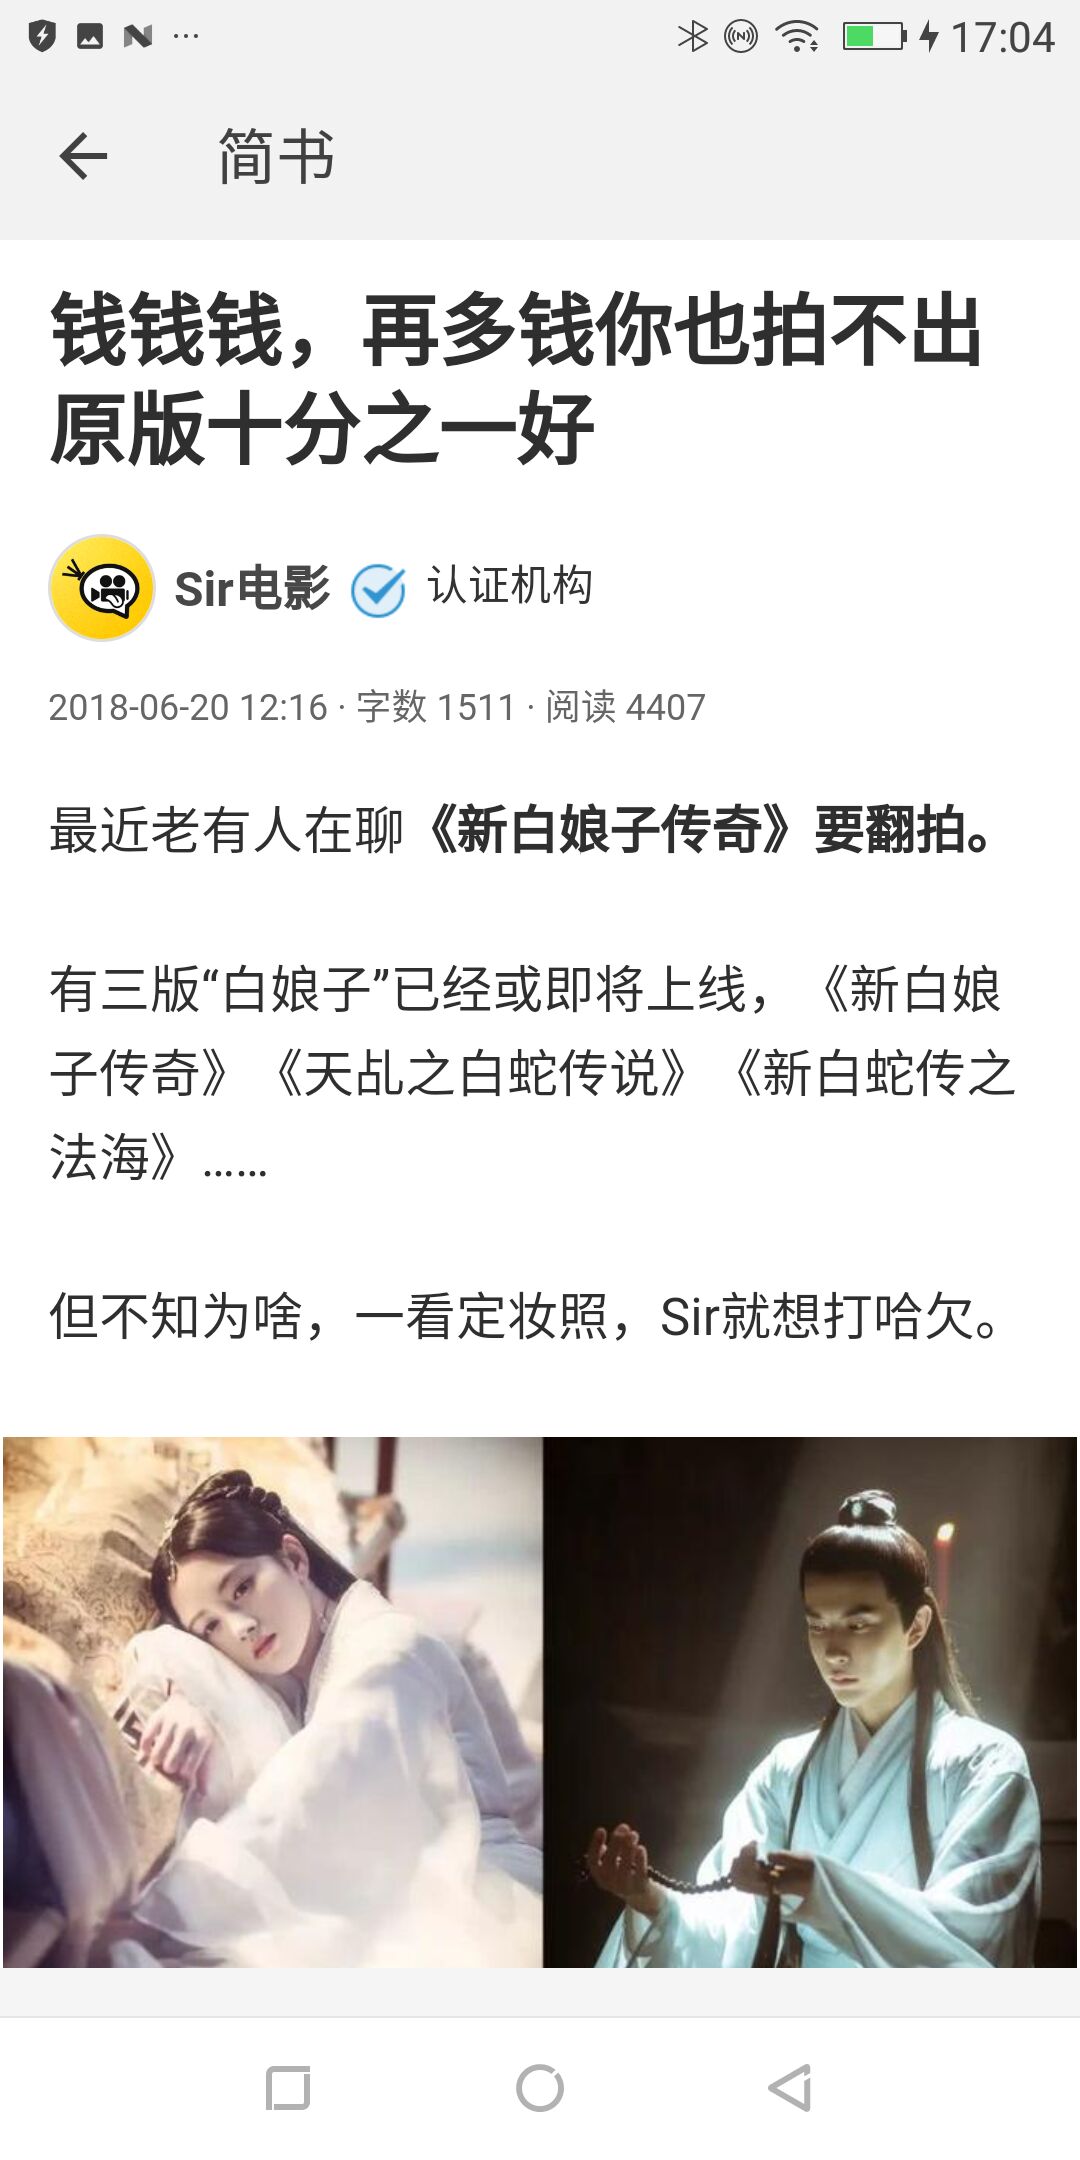 17:04
简书
钱钱钱，再多钱你也拍不出
原版十分之一好
Sir电影 认证机构
2018-06-20 12:16 · 字数 1511 · 阅读 4407
最近老有人在聊《新白娘子传奇》要翻拍。
有三版“白娘子”已经或即将上线，《新白娘
子传奇》《天乩之白蛇传说》《新白蛇传之
法海》……
但不知为啥，一看定妆照，Sir就想打哈欠。